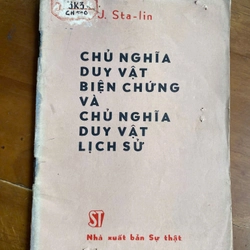 J. Sta-lin
3K3
CHỦ NGHĨA
DUY VẬT
BIỆN CHỨNG
VÀ
CHỦ NGHĨA
DUY VẬT
LỊCH SỬ
ST
Nhà xuất bản Sự thật